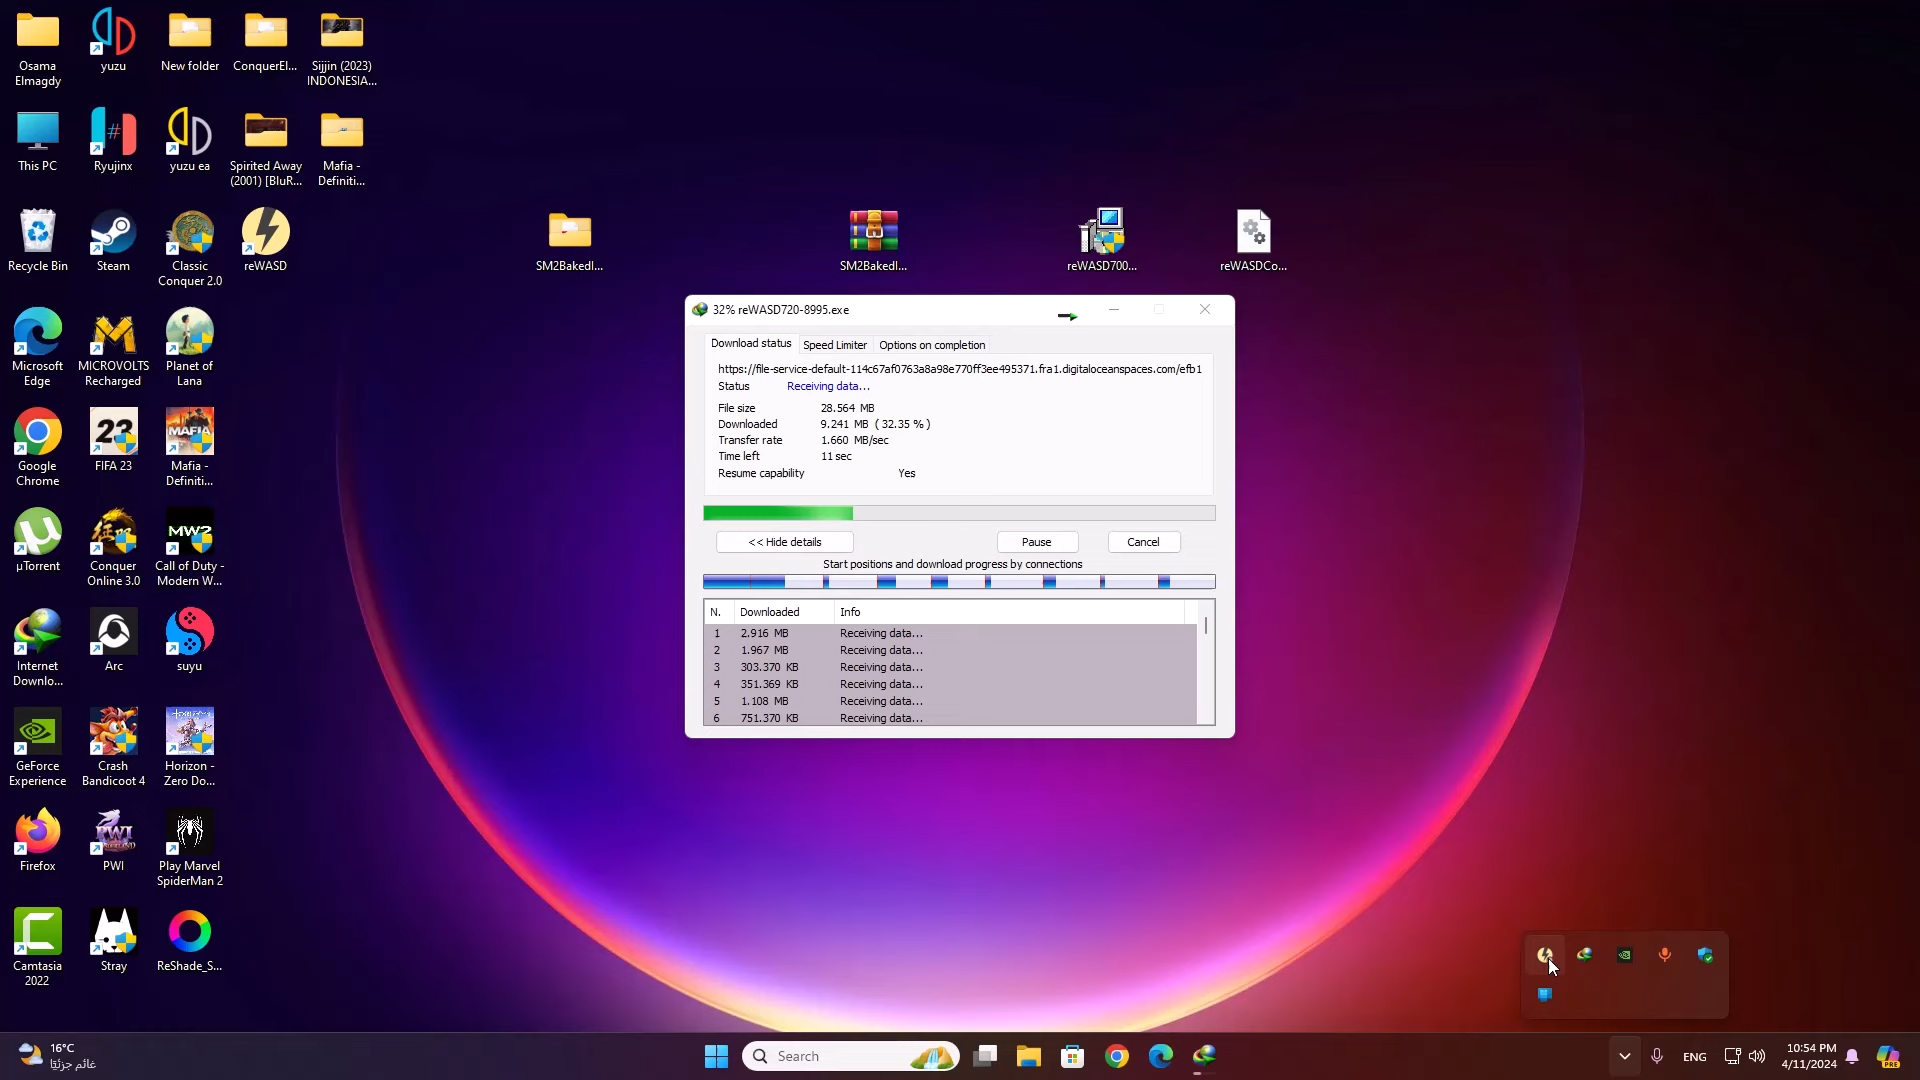 Osama
Elmagdy
yuzu
New folder
ConquerEl...
Sijjin (2023)
INDONESIA...
This PC
Ryujinx
yuzu ea
Spirited Away
(2001) [BluR...
Mafia -
Definiti...
Recycle Bin
Steam
Classic
Conquer 2.0
reWASD
SM2BakedI...
SM2BakedI...
reWASD700...
reWASDCo...
Microsoft
Edge
MICROVOLTS
Recharged
Planet of
Lana
Google
Chrome
23
FIFA 23
MAFIA
Mafia -
Definiti...
µTorrent
Conquer
Online 3.0
MW2
Call of Duty -
Modern W...
Internet
Downlo...
Arc
suyu
GeForce
Experience
Crash
Bandicoot 4
Horizon -
Zero Do...
Firefox
PWI
PWI
Play Marvel
SpiderMan 2
Camtasia
2022
Stray
ReShade_S...
32% reWASD720-8995.exe
Download status
Speed Limiter
Options on completion
https://file-service-default-114c67af0763a8a98e770ff3ee495371.fra1.digitaloceanspaces.com/efb1
Status Receiving data...
File size 28.564 MB
Downloaded 9.241 MB ( 32.35 % )
Transfer rate 1.660 MB/sec
Time left 11 sec
Resume capability Yes
<< Hide details
Pause
Cancel
Start positions and download progress by connections
N. Downloaded Info
1 2.916 MB Receiving data...
2 1.967 MB Receiving data...
3 303.370 KB Receiving data...
4 351.369 KB Receiving data...
5 1.108 MB Receiving data...
6 751.370 KB Receiving data...
16°C
غائم جزئيًا
Search
ENG
10:54 PM
4/11/2024
PRE